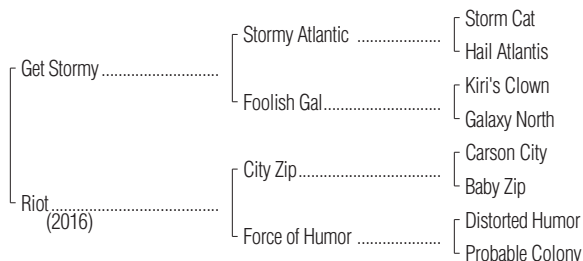 Storm Cat
Stormy Atlantic ....................
Hail Atlantis
Get Stormy ............................
Kiri's Clown
Foolish Gal..........................
Galaxy North
Carson City
City Zip................................
Baby Zip
Riot........................................
(2016)
Distorted Humor
Force of Humor ....................
Probable Colony